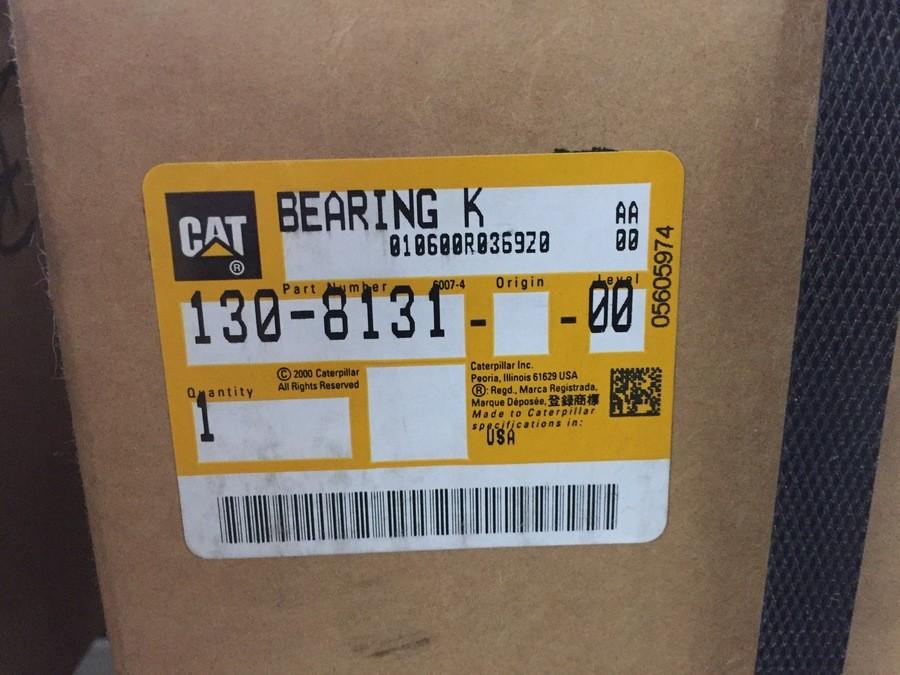 CAT
®
BEARING K
AA
010600R036920
00
Part Number
6007-4
Origin
Level
130-8131
-
- 00
05605974
© 2000 Caterpillar
All Rights Reserved
Caterpillar Inc.
Peoria, Illinois 61629 USA
®: Regd., Marca Registrada,
Marque Déposée, 登録商標
Made to Caterpillar
specifications in:
USA
Quantity
1